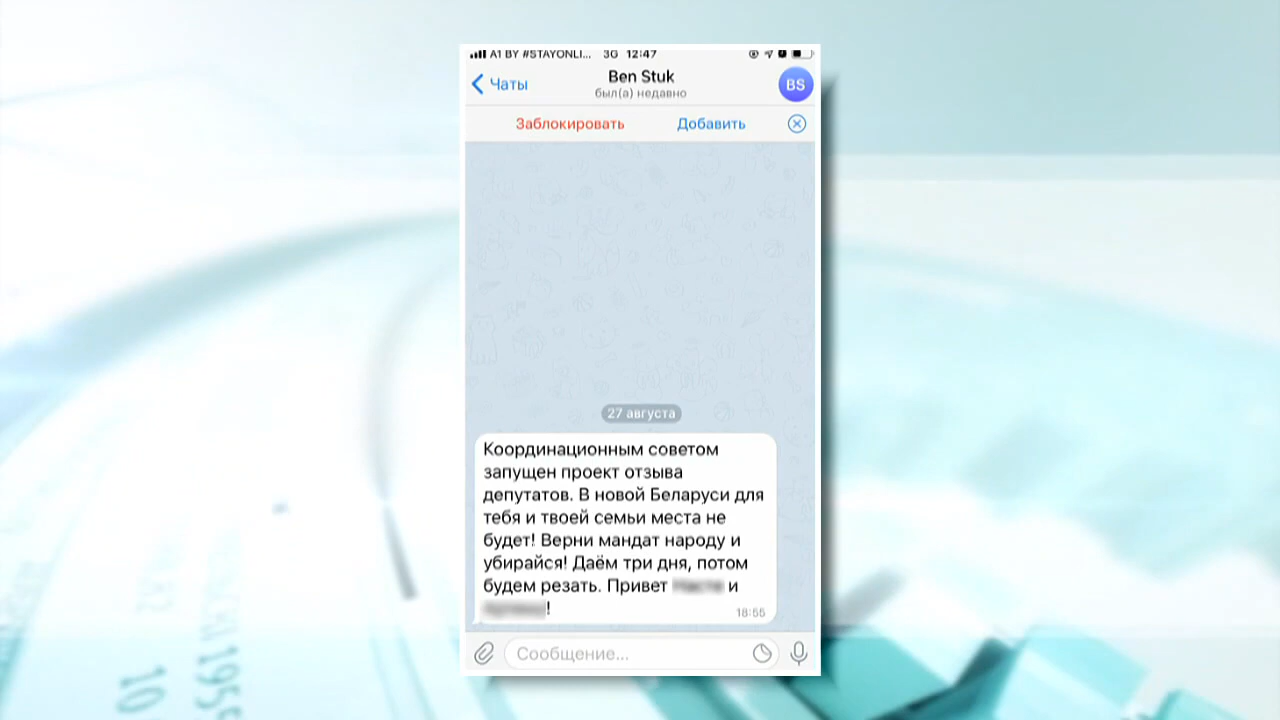 A1 BY #STAYONLI... 3G 12:47
Чаты
Ben Stuk
был(а) недавно
BS
Заблокировать Добавить
27 августа
Координационным советом
запущен проект отзыва
депутатов. В новой Беларуси для
тебя и твоей семьи места не
будет! Верни мандат народу и
убирайся! Даём три дня, потом
будем резать. Привет и
!
18:55
Сообщение...
10